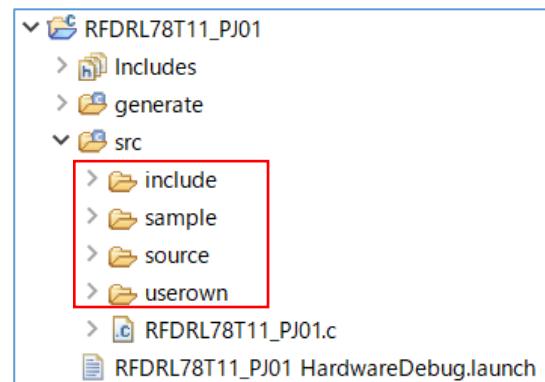 RFDRL78T11_PJ01
Includes
generate
src
include
sample
source
userown
RFDRL78T11_PJ01.c
RFDRL78T11_PJ01 HardwareDebug.launch